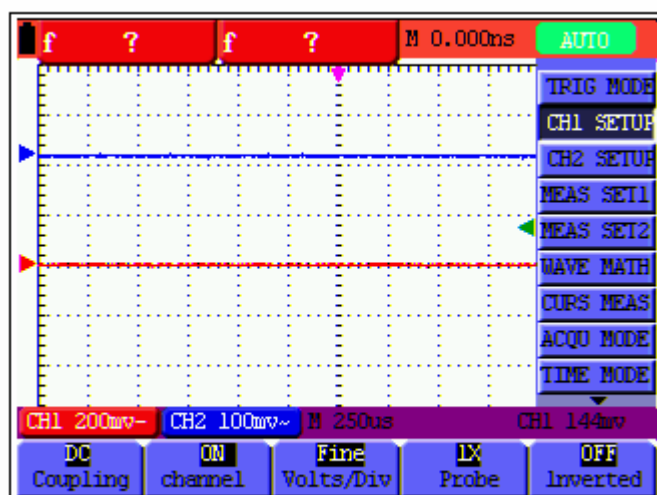 f ? f ? M 0.000ns AUTO
TRIG MODE
CH1 SETUP
CH2 SETUP
MEAS SET1
MEAS SET2
WAVE MATH
CURS MEAS
ACQU MODE
TIME MODE
CH1 200mv- CH2 100mv~ M 250us CH1 144mv
DC ON Fine 1X OFF
Coupling channel Volts/Div Probe Inverted